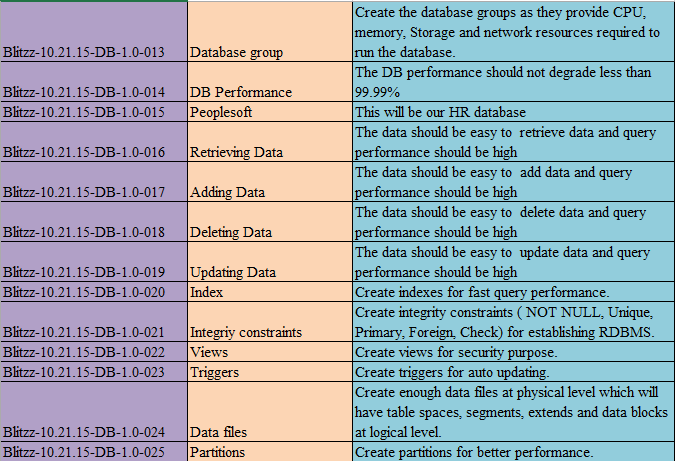 Create the database groups as they provide CPU,
memory, Storage and network resources required to
Blitzz-10.21.15-DB-1.0-013 Database group run the database.
The DB performance should not degrade less than
Blitzz-10.21.15-DB-1.0-014 DB Performance 99.99%
Blitzz-10.21.15-DB-1.0-015 Peoplesoft This will be our HR database
The data should be easy to  retrieve data and query
Blitzz-10.21.15-DB-1.0-016 Retrieving Data performance should be high
The data should be easy to  add data and query
Blitzz-10.21.15-DB-1.0-017 Adding Data performance should be high
The data should be easy to  delete data and query
Blitzz-10.21.15-DB-1.0-018 Deleting Data performance should be high
The data should be easy to  update data and query
Blitzz-10.21.15-DB-1.0-019 Updating Data performance should be high
Blitzz-10.21.15-DB-1.0-020 Index Create indexes for fast query performance.
Create integrity constraints ( NOT NULL, Unique,
Blitzz-10.21.15-DB-1.0-021 Integriy constraints Primary, Foreign, Check) for establishing RDBMS.
Blitzz-10.21.15-DB-1.0-022 Views Create views for security purpose.
Blitzz-10.21.15-DB-1.0-023 Triggers Create triggers for auto updating.
Create enough data files at physical level which will
have table spaces, segments, extends and data blocks
Blitzz-10.21.15-DB-1.0-024 Data files at logical level.
Blitzz-10.21.15-DB-1.0-025 Partitions Create partitions for better performance.